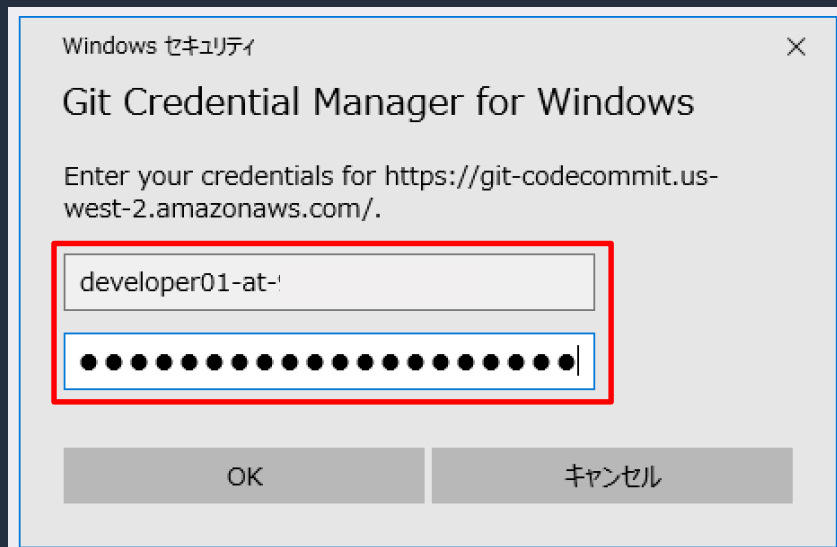 Windows セキュリティ
Git Credential Manager for Windows
Enter your credentials for https://git-codecommit.us-
west-2.amazonaws.com/.
developer01-at-
●●●●●●●●●●●●●●●●●●●●
OK
キャンセル